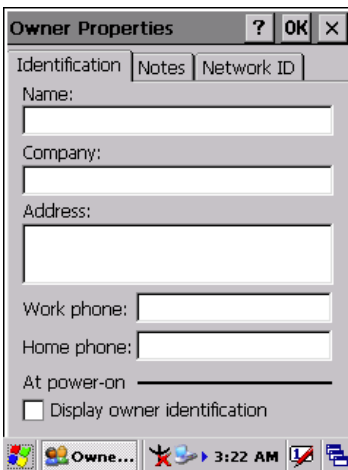 Owner Properties ? OK ×
Identification Notes Network ID
Name:
Company:
Address:
Work phone:
Home phone:
At power-on
Display owner identification
Owne... 3:22 AM